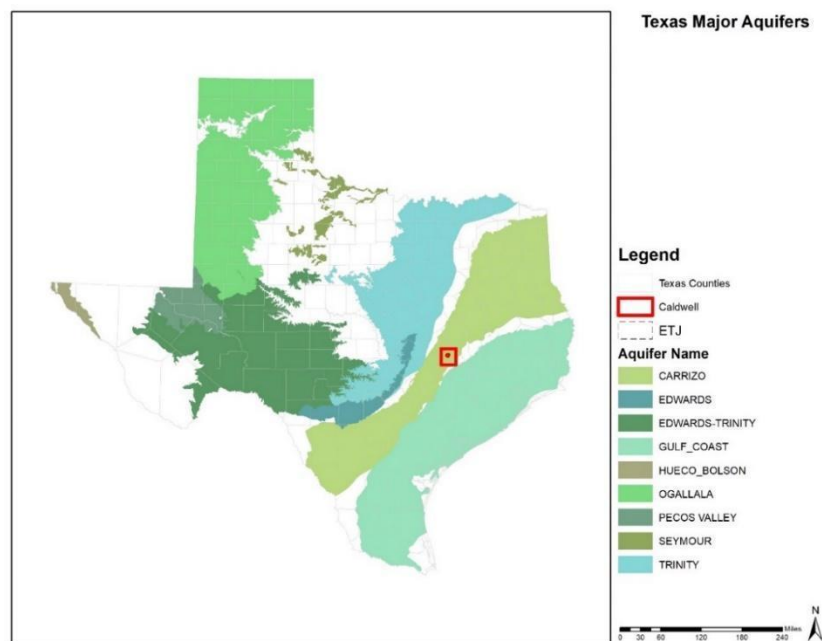 Texas Major Aquifers
Legend
Texas Counties
Caldwell
ETJ
Aquifer Name
CARRIZO
EDWARDS
EDWARDS-TRINITY
GULF_COAST
HUECO_BOLSON
OGALLALA
PECOS VALLEY
SEYMOUR
TRINITY
Miles
0 30 60 120 180 240
N